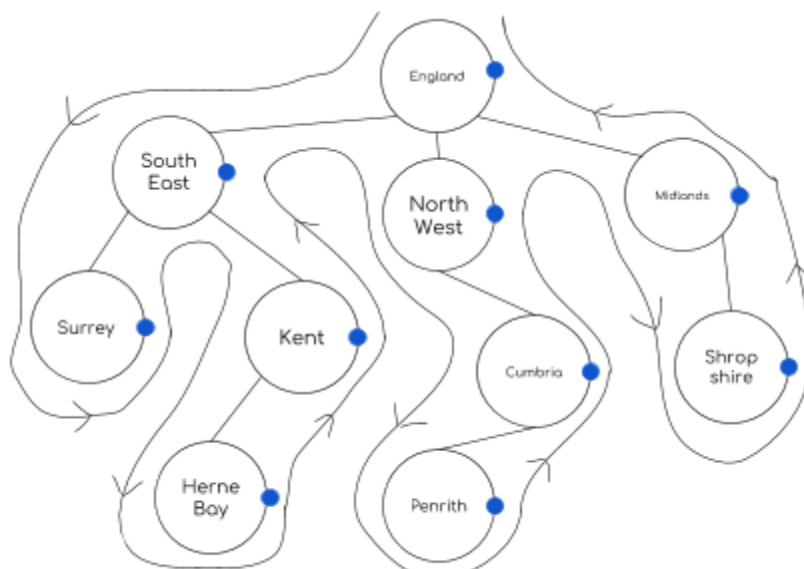 England
South
East
North
West
Midlands
Surrey
Kent
Cumbria
Shrop
shire
Herne
Bay
Penrith